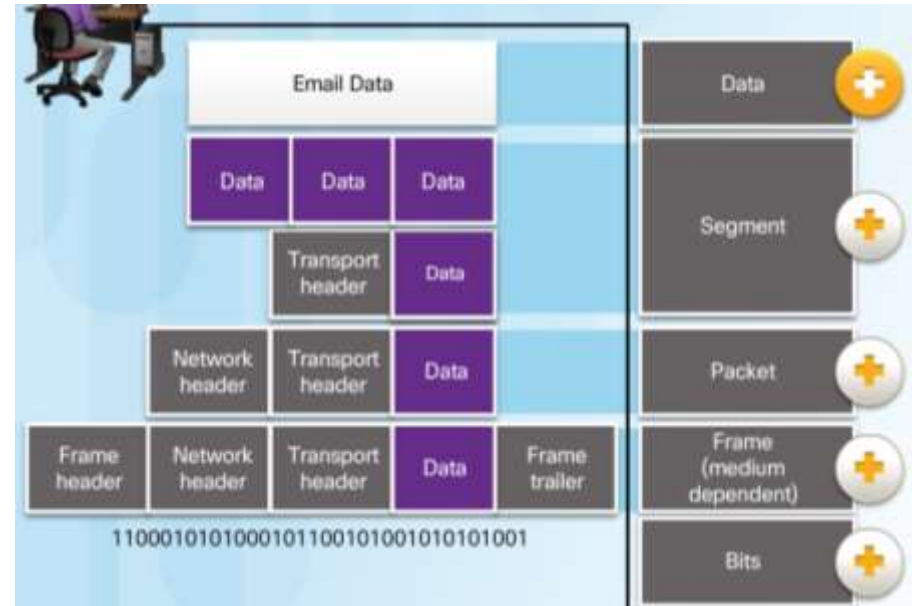 Email Data
Data
Data
Data
Data
Segment
Transport
header
Data
Network
header
Transport
header
Data
Packet
Frame
header
Network
header
Transport
header
Data
Frame
trailer
Frame
(medium
dependent)
1100010101000101100101001010101001
Bits